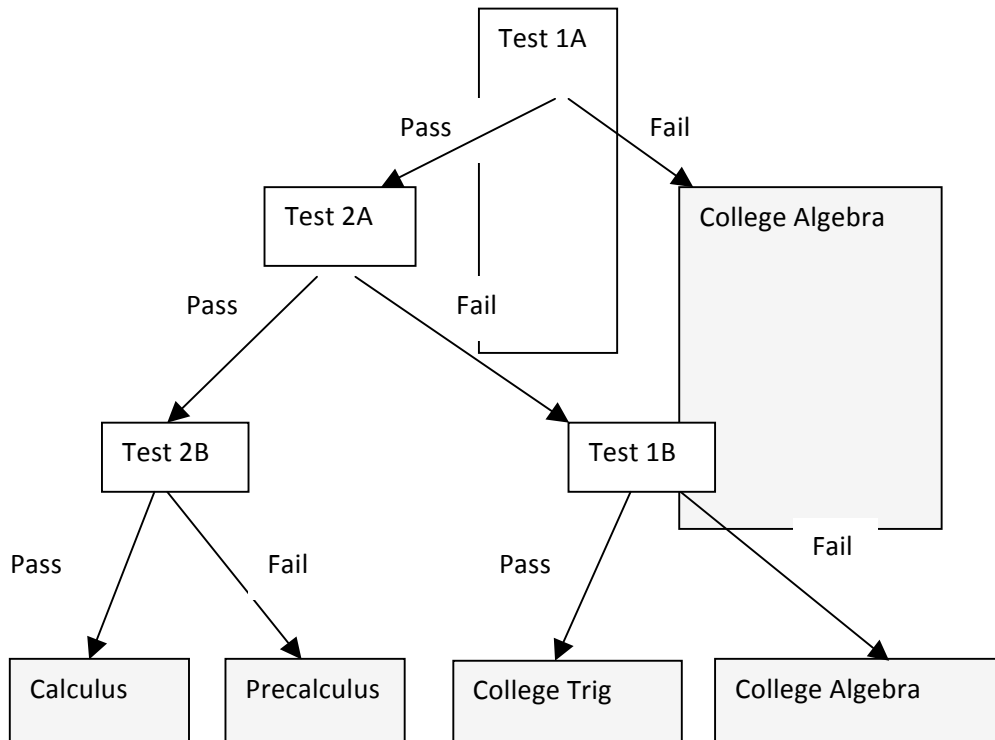 Test 1A
Pass
Fail
Test 2A
College Algebra
Pass
Fail
Test 2B
Test 1B
Pass
Fail
Pass
Fail
Calculus
Precalculus
College Trig
College Algebra